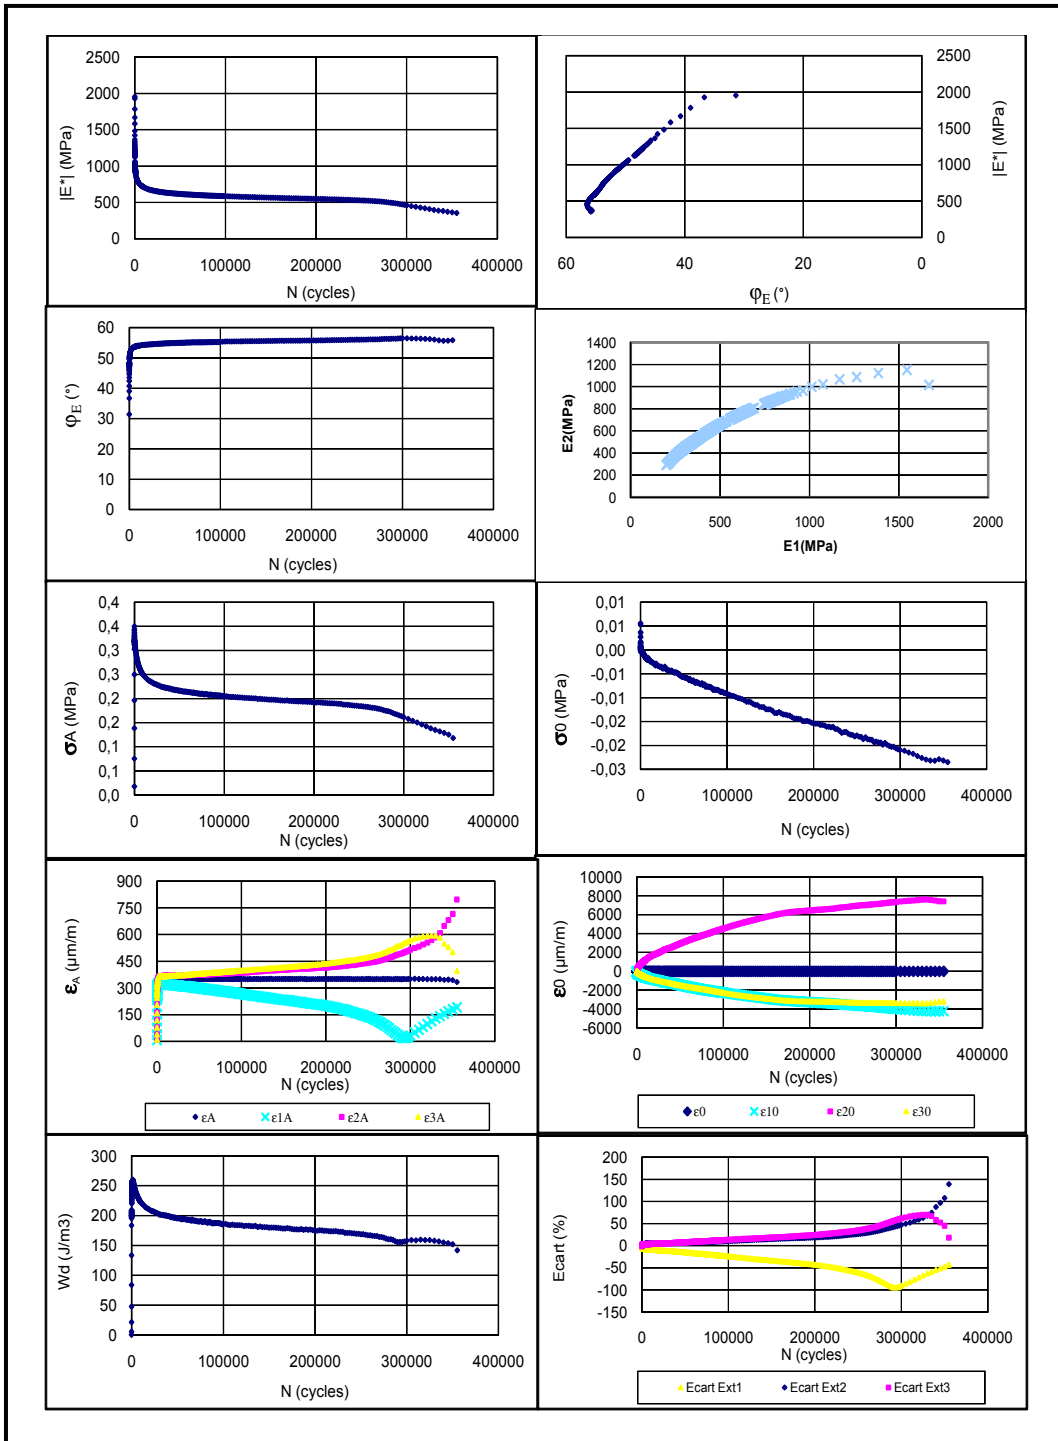 2500
2000
1500
1000
500
0
|E*| (MPa)
0 100000 200000 300000 400000
N (cycles)
2500
2000
1500
1000
500
0
|E*| (MPa)
60 40 20 0
φE (°)
60
50
40
30
20
10
0
φE (°)
0 100000 200000 300000 400000
N (cycles)
1400
1200
1000
800
600
400
200
0
E2(MPa)
0 500 1000 1500 2000
E1(MPa)
0,4
0,4
0,3
0,3
0,2
0,2
0,1
0,1
0,0
σA (MPa)
0 100000 200000 300000 400000
N (cycles)
0,01
0,01
0,00
-0,01
-0,01
-0,02
-0,02
-0,03
σ0 (MPa)
0 100000 200000 300000 400000
N (cycles)
900
750
600
450
300
150
0
εA (µm/m)
0 100000 200000 300000 400000
N (cycles)
εA ε1A ε2A ε3A
10000
8000
6000
4000
2000
0
-2000
-4000
-6000
ε0 (µm/m)
0 100000 200000 300000 400000
N (cycles)
ε0 ε10 ε20 ε30
300
250
200
150
100
50
0
Wd (J/m3)
0 100000 200000 300000 400000
N (cycles)
200
150
100
50
0
-50
-100
-150
Ecart (%)
0 100000 200000 300000 400000
N (cycles)
Ecart Ext1 Ecart Ext2 Ecart Ext3